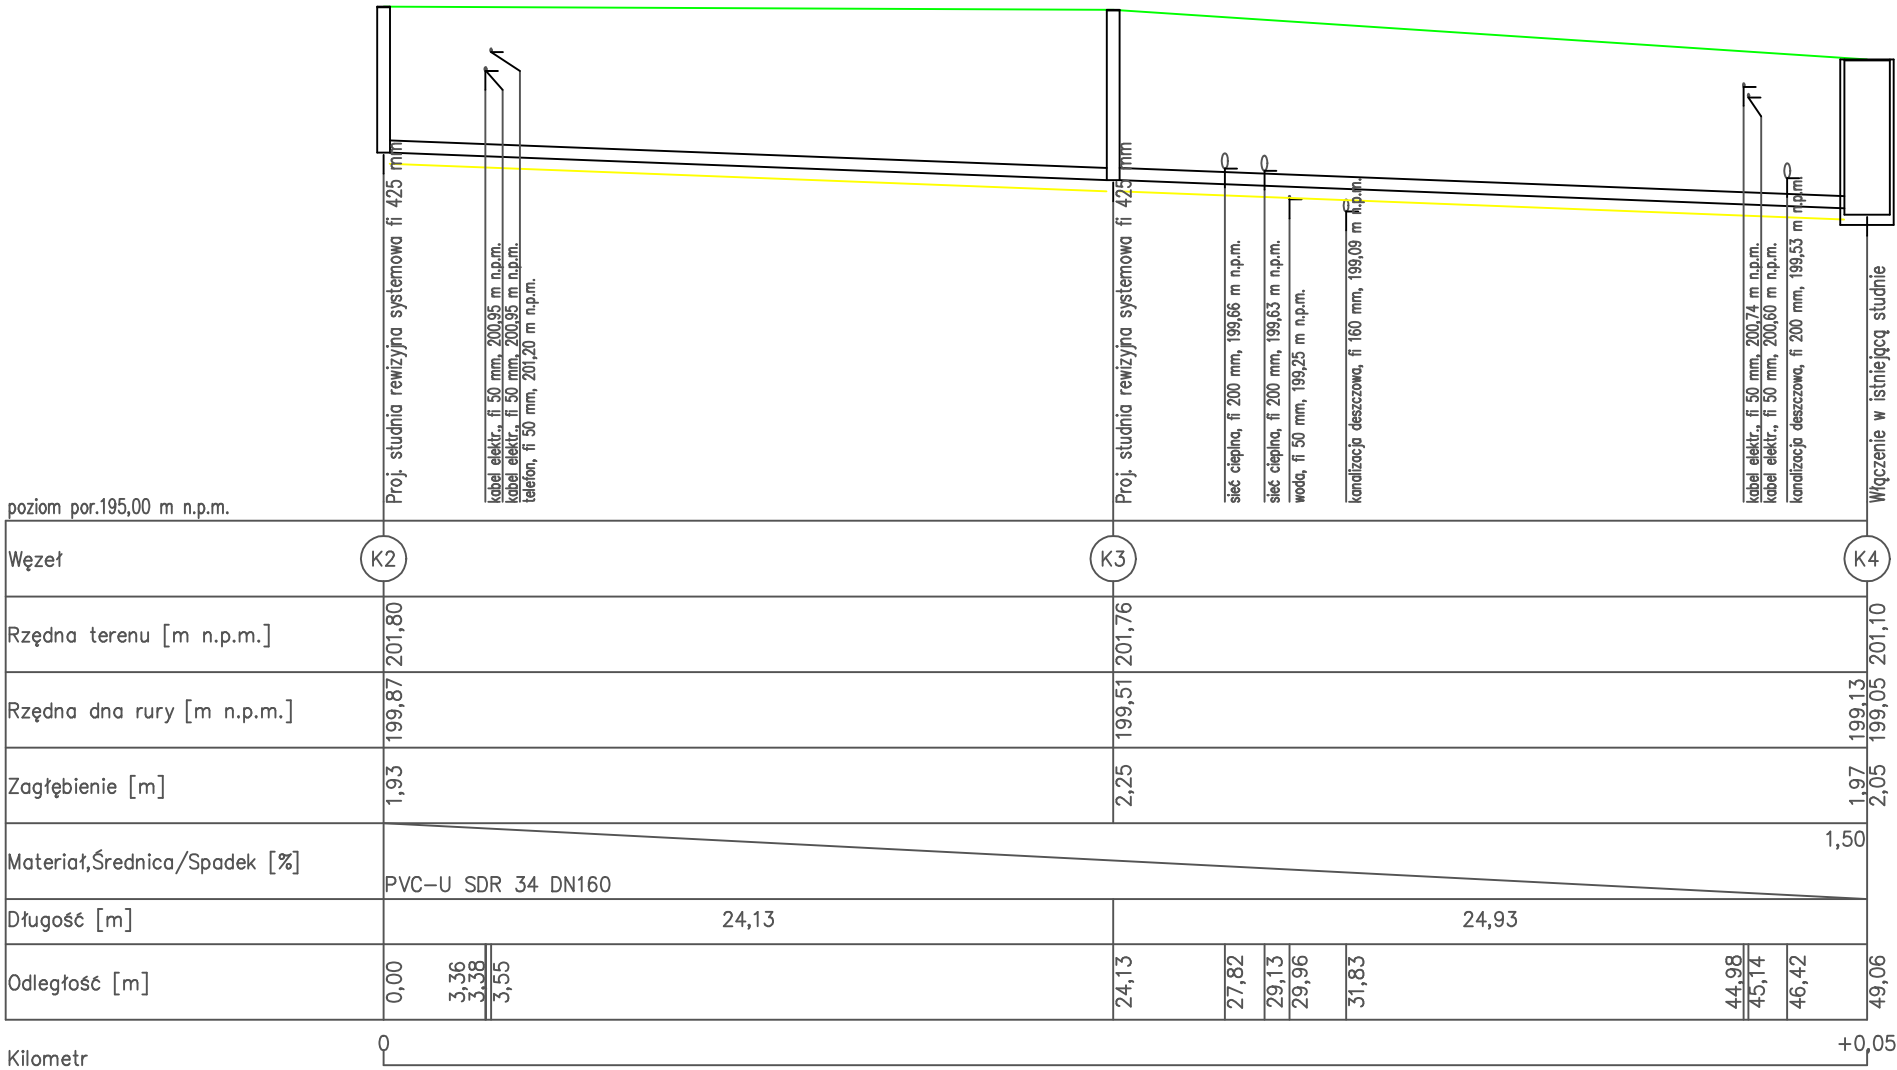 Proj. studnia rewizyjna systemowa fi 425 mm
kabel elektr., fi 50 mm, 200,95 m n.p.m.
kabel elektr., fi 50 mm, 200,95 m n.p.m.
telefon, fi 50 mm, 201,20 m n.p.m.
Proj. studnia rewizyjna systemowa fi 425 mm
sieć cieplna, fi 200 mm, 199,66 m n.p.m.
sieć cieplna, fi 200 mm, 199,63 m n.p.m.
woda, fi 50 mm, 199,25 m n.p.m.
kanalizacja deszczowa, fi 160 mm, 199,09 m n.p.m.
kabel elektr., fi 50 mm, 200,74 m n.p.m.
kabel elektr., fi 50 mm, 200,60 m n.p.m.
kanalizacja deszczowa, fi 200 mm, 199,53 m n.p.m.
Włączenie w istniejącą studnie
poziom por.195,00 m n.p.m.
Węzeł K2 K3 K4
Rzędna terenu [m n.p.m.] 201,80 201,76 201,10
Rzędna dna rury [m n.p.m.] 199,87 199,51 199,13 199,05
Zagłębienie [m] 1,93 2,25 1,97 2,05
Materiał,Średnica/Spadek [%] PVC-U SDR 34 DN160 1,50
Długość [m] 24,13 24,93
Odległość [m] 0,00 3,36 3,38 3,55 24,13 27,82 29,13 29,96 31,83 44,98 45,14 46,42 49,06
Kilometr 0 +0,05